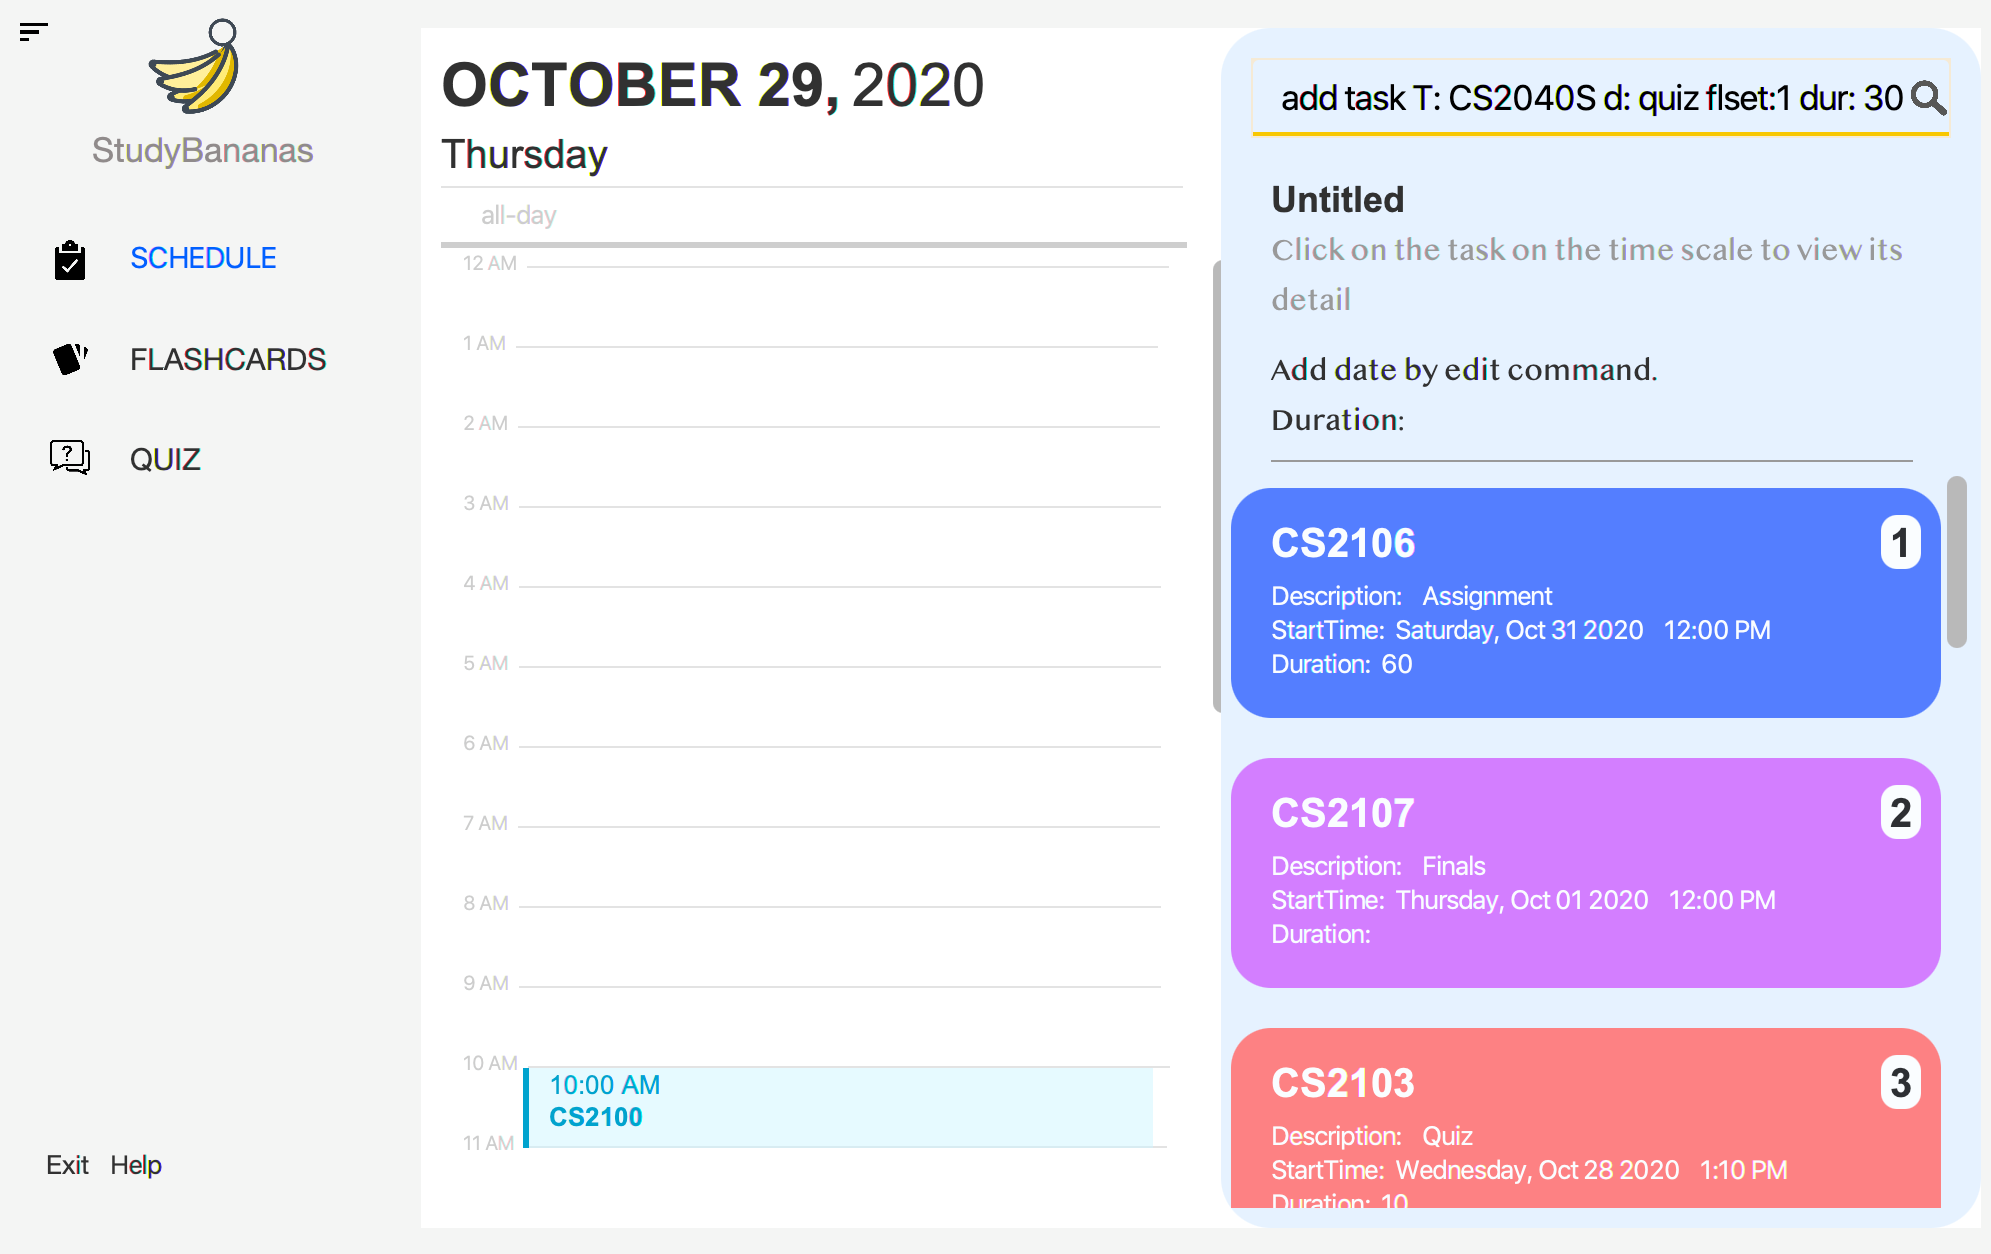 StudyBananas
SCHEDULE
FLASHCARDS
?
QUIZ
Exit Help
OCTOBER 29, 2020
Thursday
all-day
12 AM
1 AM
2 AM
3 AM
4 AM
5 AM
6 AM
7 AM
8 AM
9 AM
10 AM
10:00 AM
CS2100
11 AM
add task T: CS2040S d: quiz flset:1 dur: 30
Untitled
Click on the task on the time scale to view its
detail
Add date by edit command.
Duration:
CS2106 1
Description: Assignment
StartTime: Saturday, Oct 31 2020 12:00 PM
Duration: 60
CS2107 2
Description: Finals
StartTime: Thursday, Oct 01 2020 12:00 PM
Duration:
CS2103 3
Description: Quiz
StartTime: Wednesday, Oct 28 2020 1:10 PM
Duration: 10